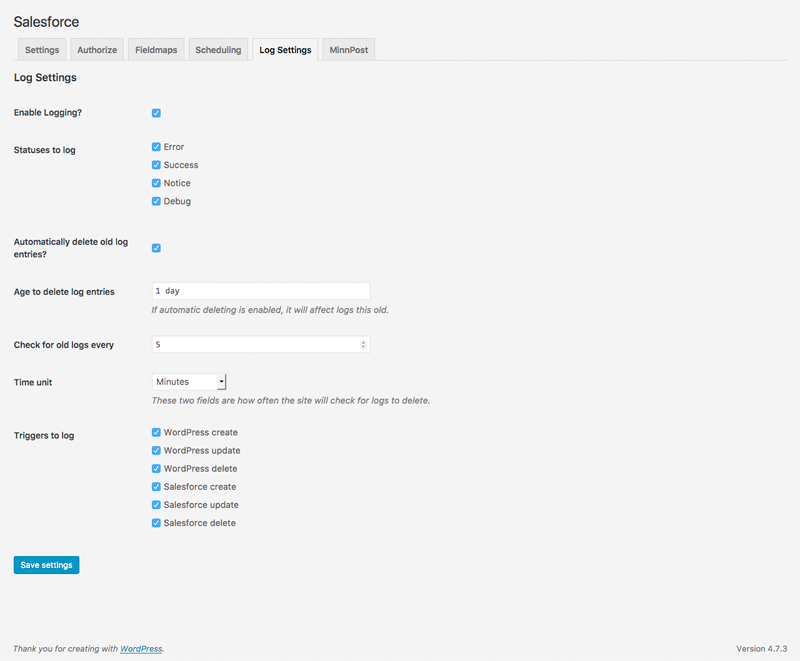 Salesforce
Settings Authorize Fieldmaps Scheduling Log Settings MinnPost
Log Settings
Enable Logging?
Statuses to log
Error
Success
Notice
Debug
Automatically delete old log
entries?
Age to delete log entries
1 day
If automatic deleting is enabled, it will affect logs this old.
Check for old logs every
5
Time unit
Minutes
These two fields are how often the site will check for logs to delete.
Triggers to log
WordPress create
WordPress update
WordPress delete
Salesforce create
Salesforce update
Salesforce delete
Save settings
Thank you for creating with WordPress. Version 4.7.3